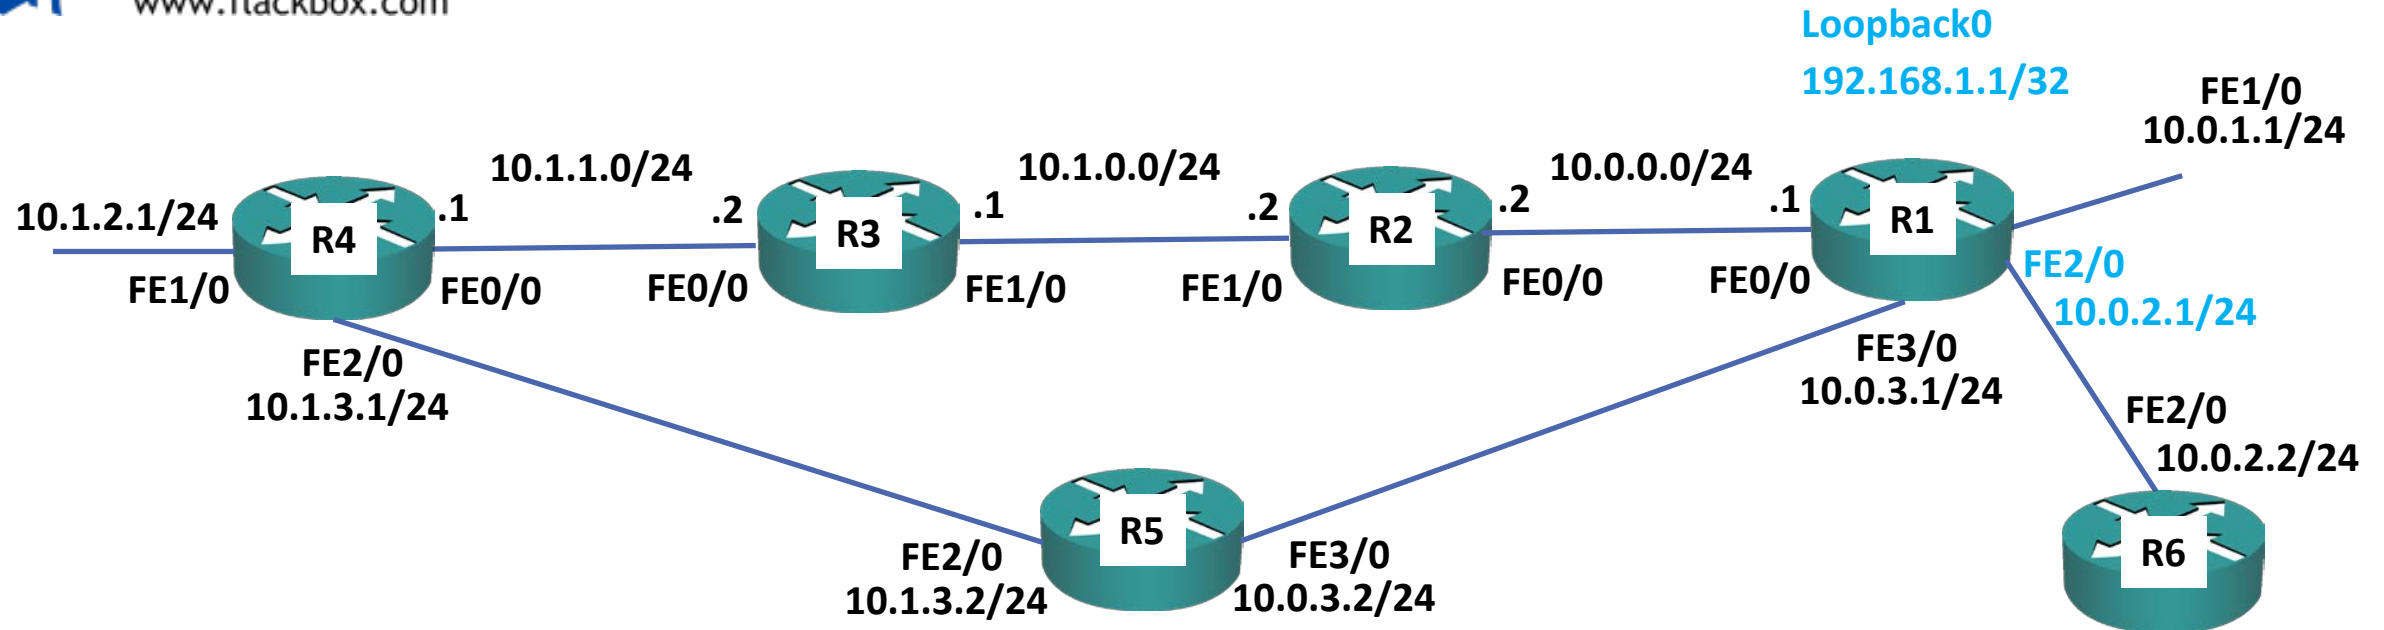 www.flackbox.com
Loopback0
192.168.1.1/32
FE1/0
10.0.1.1/24
10.1.1.0/24
10.1.0.0/24
10.0.0.0/24
10.1.2.1/24
R4
.1
.2
R3
.1
.2
R2
.2
.1
R1
FE1/0
FE0/0
FE0/0
FE1/0
FE1/0
FE0/0
FE0/0
FE2/0
10.0.2.1/24
FE2/0
10.1.3.1/24
FE3/0
10.0.3.1/24
FE2/0
10.0.2.2/24
R5
R6
FE2/0
10.1.3.2/24
FE3/0
10.0.3.2/24